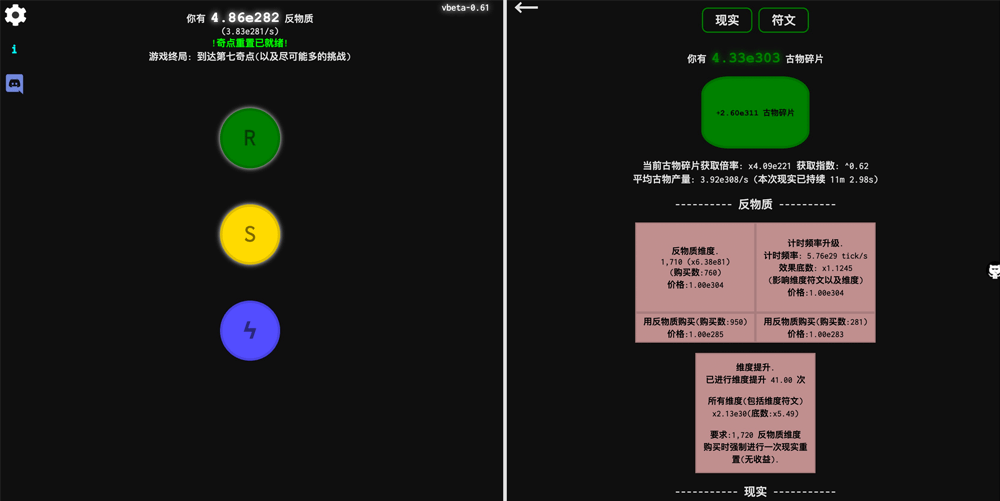 vbeta-0.61
你有 4.86e282 反物质
(3.83e281/s)
!奇点重置已就绪!
游戏终局: 到达第七奇点(以及尽可能多的挑战)
i
R
S
现实
符文
你有 4.33e303 古物碎片
+2.60e311 古物碎片
当前古物碎片获取倍率: x4.09e221 获取指数: ^0.62
平均古物产量: 3.92e308/s (本次现实已持续 11m 2.98s)
---------- 反物质 ----------
反物质维度.
1,710 (x6.38e81)
(购买数:760)
价格:1.00e304
计时频率升级.
计时频率: 5.76e29 tick/s
效果底数: x1.1245
(影响维度符文以及维度)
价格:1.00e304
用反物质购买(购买数:950)
价格:1.00e285
用反物质购买(购买数:281)
价格:1.00e283
维度提升.
已进行维度提升 41.00 次
所有维度(包括维度符文)
x2.13e30(底数:x5.49)
要求:1,720 反物质维度
购买时强制进行一次现实重
置(无收益).
----------- 现实 -----------